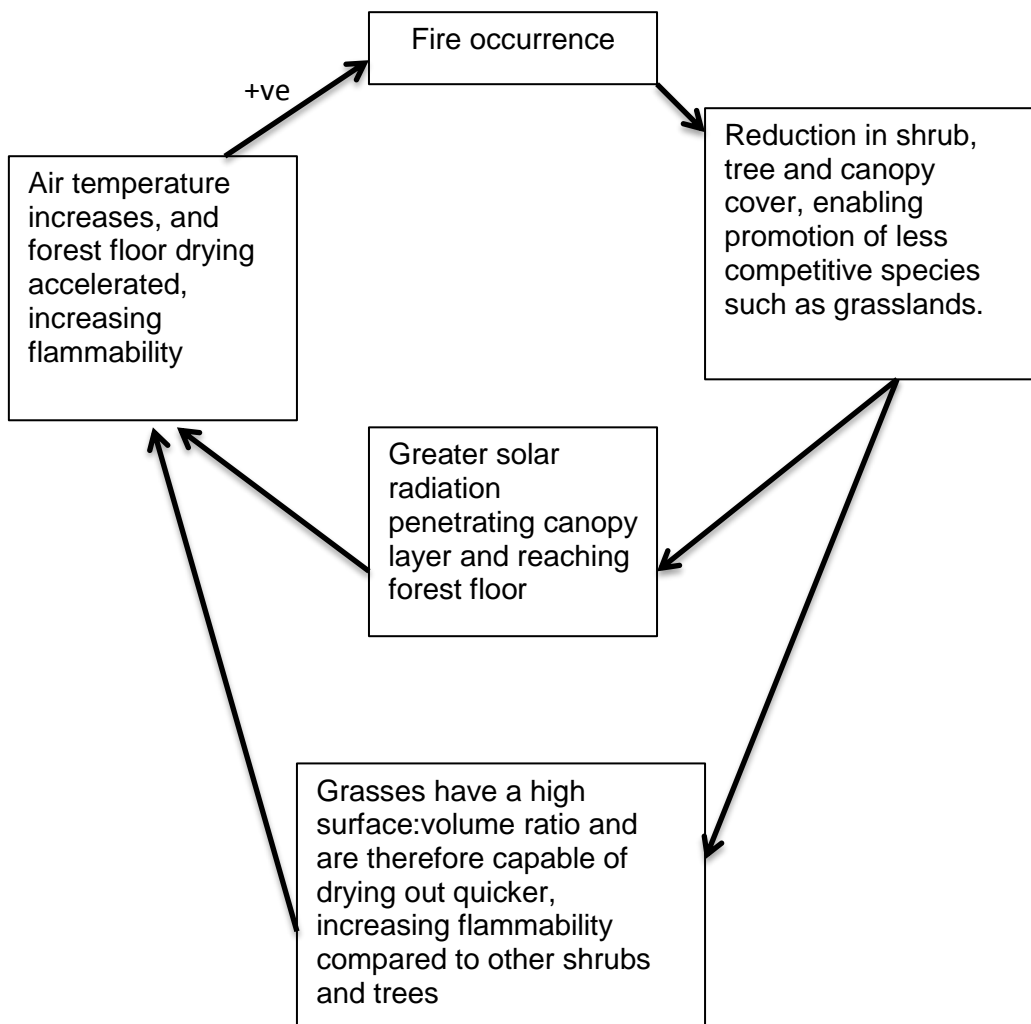 Fire occurrence
+ve
Reduction in shrub,
tree and canopy
cover, enabling
promotion of less
competitive species
such as grasslands.
Air temperature
increases, and
forest floor drying
accelerated,
increasing
flammability
Greater solar
radiation
penetrating canopy
layer and reaching
forest floor
Grasses have a high
surface:volume ratio and
are therefore capable of
drying out quicker,
increasing flammability
compared to other shrubs
and trees